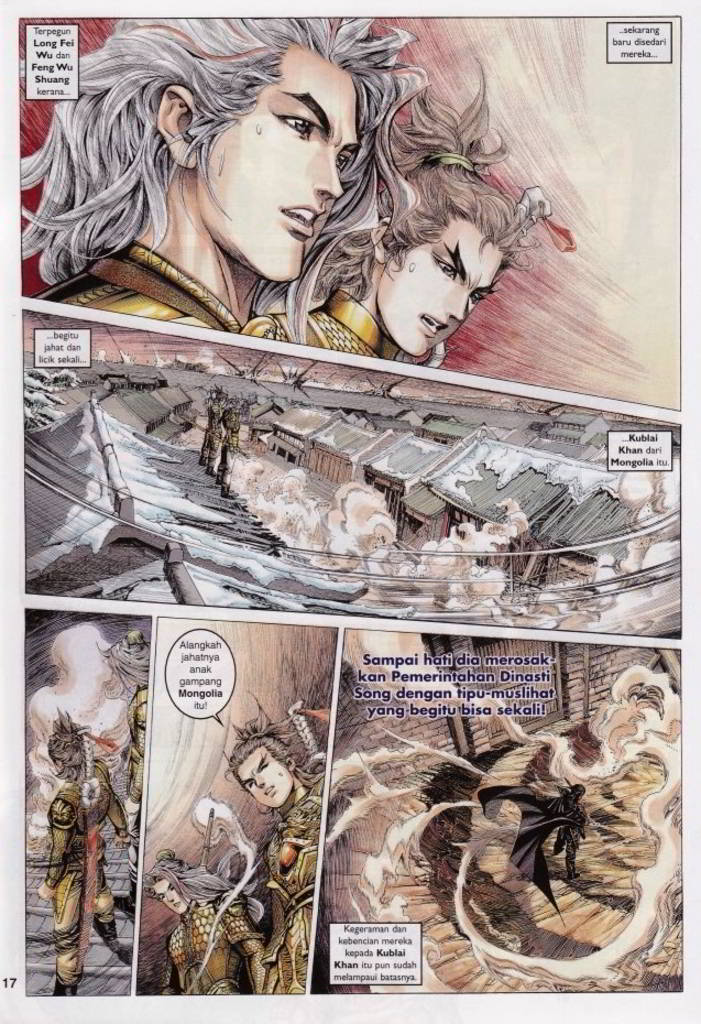 Terpegun
Long Fei
Wu dan
Feng Wu
Shuang
kerana...
..sekarang
baru disedari
mereka...
...begitu
jahat dan
licik sekali...
...Kublai
Khan dari
Mongolia itu.
Alangkah
jahatnya
anak
gampang
Mongolia
itu!
Sampai hati dia merosak-
kan Pemerintahan Dinasti
Song dengan tipu-muslihat
yang begitu bisa sekali!
Kegeraman dan
kebencian mereka
kepada Kublai
Khan itu pun sudah
melampaui batasnya.
17